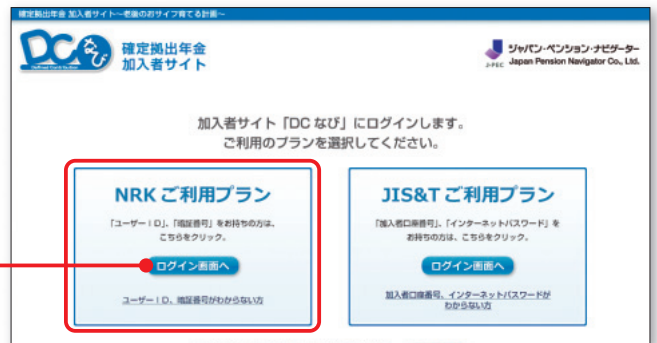 確定拠出年金 加入者サイト～老後のおサイフ育てる計画～
DCなび
確定拠出年金
加入者サイト
J-PEC
ジャパン・ペンション・ナビゲーター
Japan Pension Navigator Co., Ltd.
加入者サイト「DC なび」にログインします。
ご利用のプランを選択してください。
NRK ご利用プラン
「ユーザーID」、「暗証番号」をお持ちの方は、
こちらをクリック。
ログイン画面へ
ユーザーID、暗証番号がわからない方
JIS&T ご利用プラン
「加入者口座番号」、「インターネットパスワード」を
お持ちの方は、こちらをクリック。
ログイン画面へ
加入者口座番号、インターネットパスワードが
わからない方